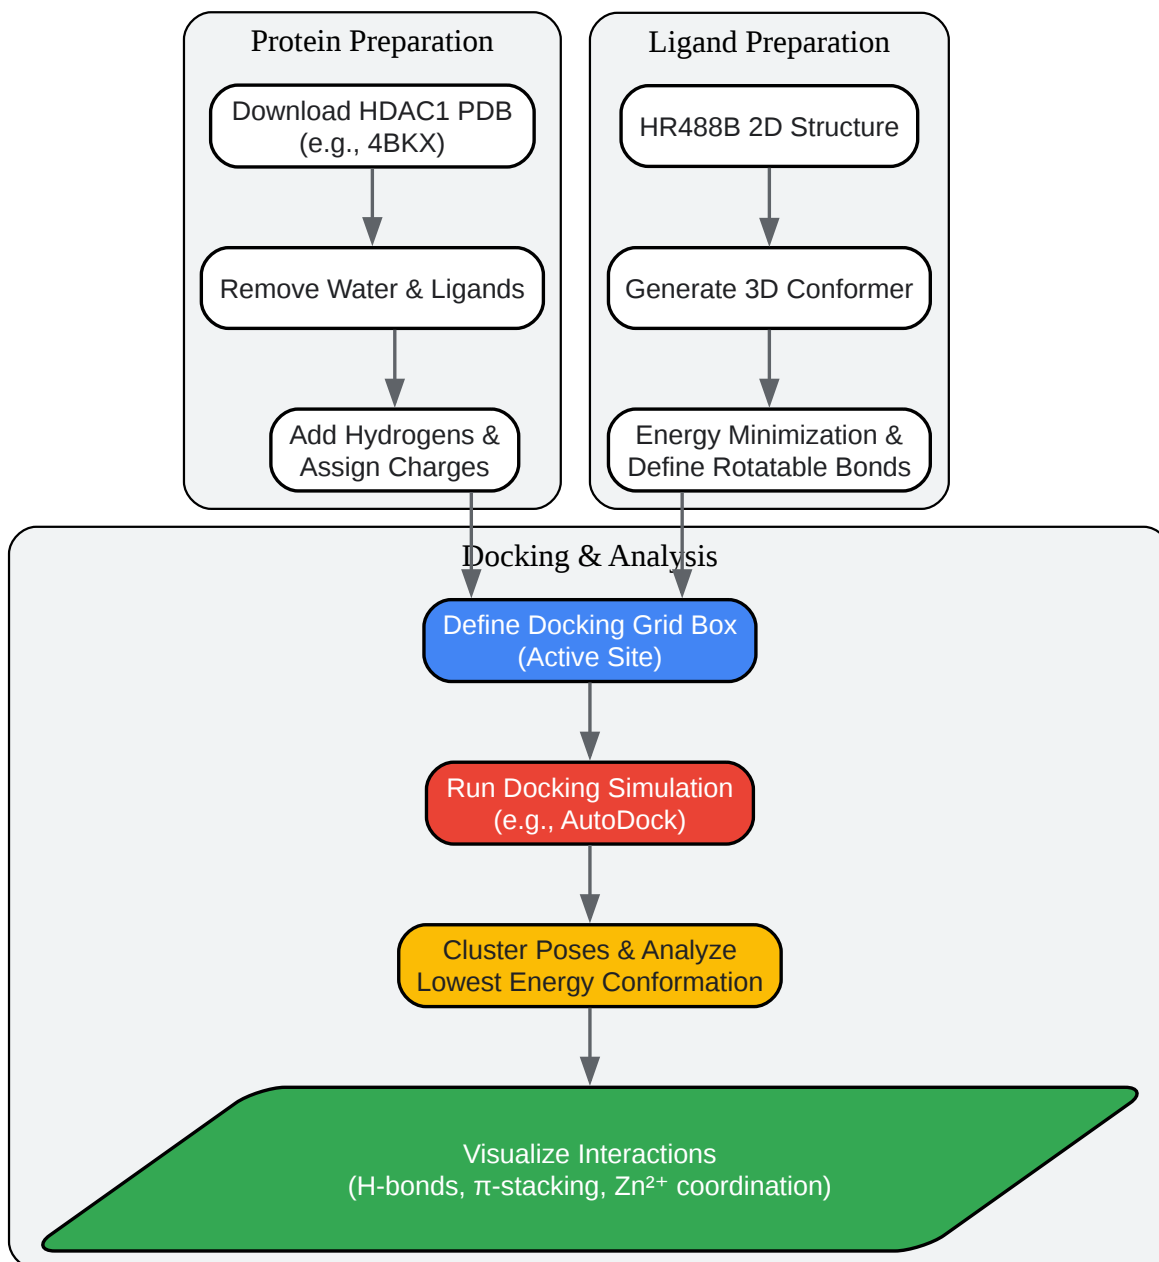 Protein Preparation
Download HDAC1 PDB
(e.g., 4BKX)
Remove Water & Ligands
Add Hydrogens &
Assign Charges
Ligand Preparation
HR488B 2D Structure
Generate 3D Conformer
Energy Minimization &
Define Rotatable Bonds
Docking & Analysis
Define Docking Grid Box
(Active Site)
Run Docking Simulation
(e.g., AutoDock)
Cluster Poses & Analyze
Lowest Energy Conformation
Visualize Interactions
(H-bonds, π-stacking, Zn²⁺ coordination)